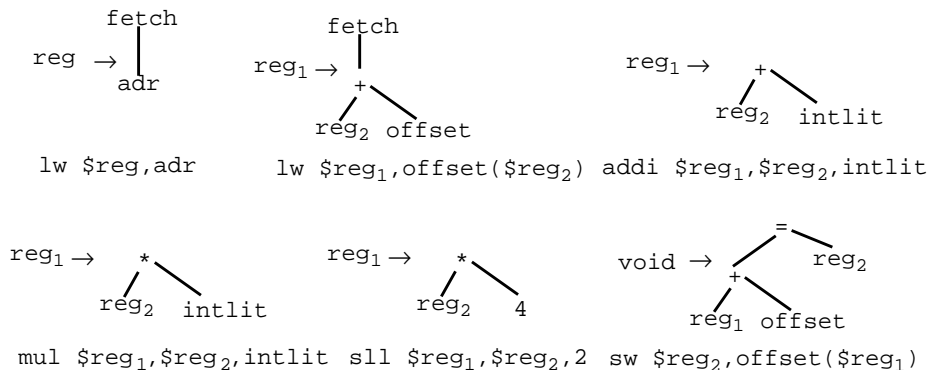 fetch
reg → adr
lw $reg,adr
fetch
reg₁ → +
reg₂ offset
lw $reg₁,offset($reg₂)
reg₁ → +
reg₂ intlit
addi $reg₁,$reg₂,intlit
reg₁ → *
reg₂ intlit
mul $reg₁,$reg₂,intlit
reg₁ → *
reg₂ 4
sll $reg₁,$reg₂,2
=
void → + reg₂
reg₁ offset
sw $reg₂,offset($reg₁)